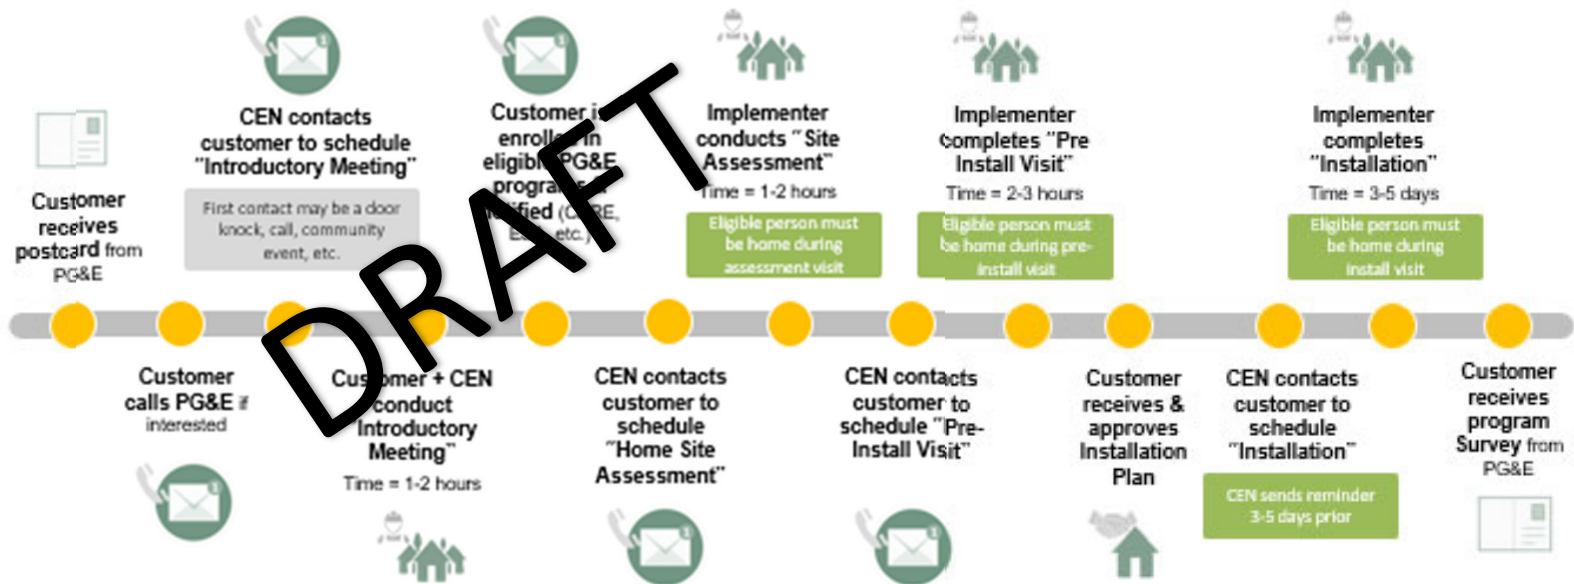 Customer
receives
postcard from
PG&E
Customer
calls PG&E if
interested
CEN contacts
customer to schedule
"Introductory Meeting"
First contact may be a door
knock, call, community
event, etc.
Customer + CEN
conduct
"Introductory
Meeting"
Time = 1-2 hours
Customer is
enrolled in
eligible PG&E
programs &
etc.)
CEN contacts
customer to
schedule
"Home Site
Assessment"
Implementer
conducts "Site
Assessment"
Time = 1-2 hours
Eligible person must
be home during
assessment visit
CEN contacts
customer to
schedule "Pre-
Install Visit"
Implementer
completes "Pre
Install Visit"
Time = 2-3 hours
Eligible person must
be home during pre-
install visit
Customer
receives &
approves
Installation
Plan
CEN contacts
customer to
schedule
"Installation"
CEN sends reminder
3-5 days prior
Implementer
completes
"Installation"
Time = 3-5 days
Eligible person must
be home during
install visit
Customer
receives
program
Survey from
PG&E
DRAFT